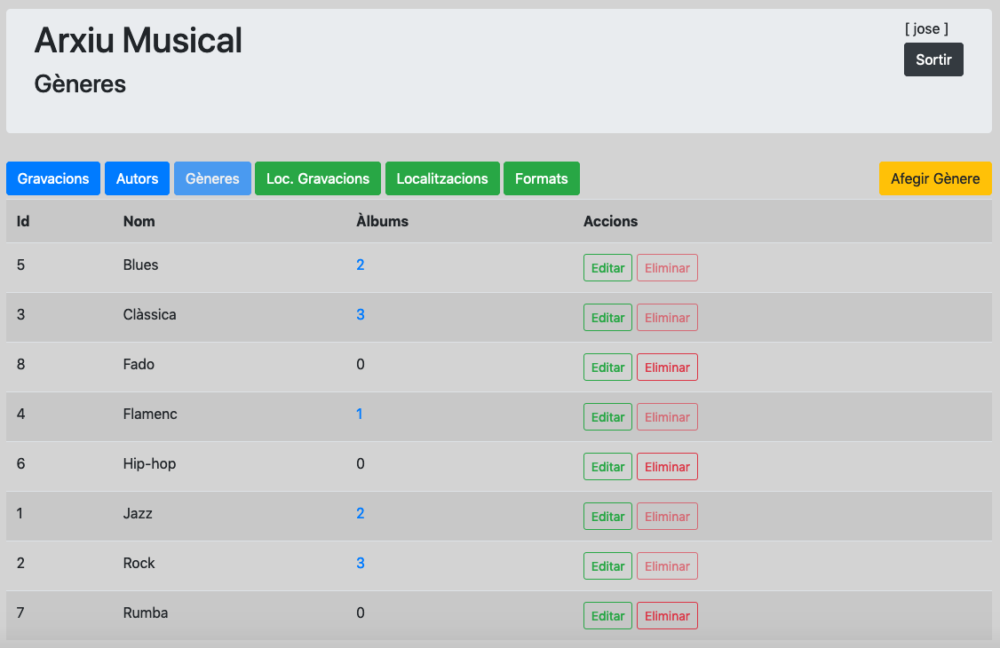 Arxiu Musical
[ jose ]
Sortir
Gèneres
Gravacions Autors Gèneres Loc. Gravacions Localitzacions Formats Afegir Gènere
Id Nom Àlbums Accions
5 Blues 2 Editar Eliminar
3 Clàssica 3 Editar Eliminar
8 Fado 0 Editar Eliminar
4 Flamenc 1 Editar Eliminar
6 Hip-hop 0 Editar Eliminar
1 Jazz 2 Editar Eliminar
2 Rock 3 Editar Eliminar
7 Rumba 0 Editar Eliminar